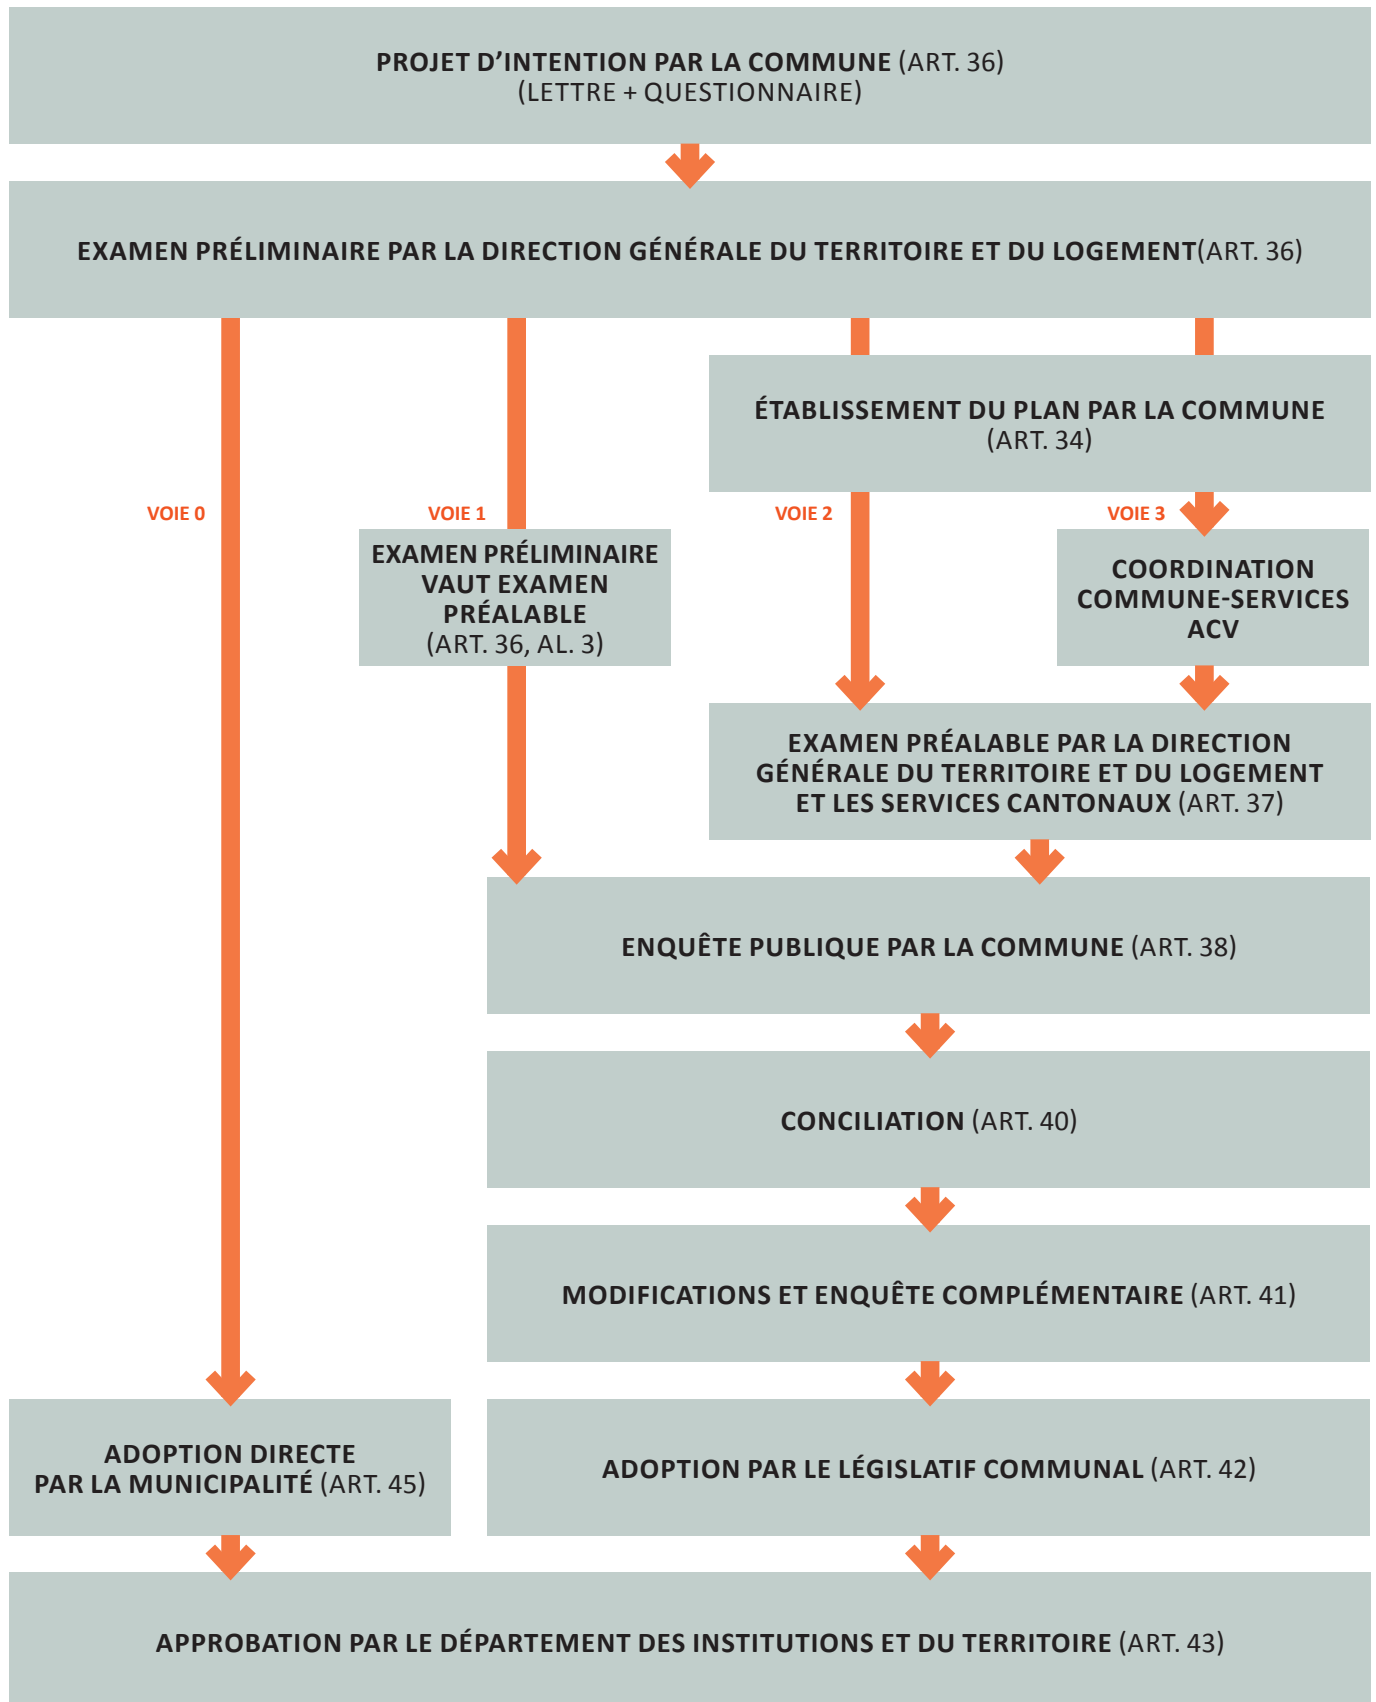 PROJET D’INTENTION PAR LA COMMUNE (ART. 36)
(LETTRE + QUESTIONNAIRE)
EXAMEN PRÉLIMINAIRE PAR LA DIRECTION GÉNÉRALE DU TERRITOIRE ET DU LOGEMENT(ART. 36)
ÉTABLISSEMENT DU PLAN PAR LA COMMUNE
(ART. 34)
VOIE 0
VOIE 1
VOIE 2
VOIE 3
EXAMEN PRÉLIMINAIRE
VAUT EXAMEN
PRÉALABLE
(ART. 36, AL. 3)
COORDINATION
COMMUNE-SERVICES
ACV
EXAMEN PRÉALABLE PAR LA DIRECTION
GÉNÉRALE DU TERRITOIRE ET DU LOGEMENT
ET LES SERVICES CANTONAUX (ART. 37)
ENQUÊTE PUBLIQUE PAR LA COMMUNE (ART. 38)
CONCILIATION (ART. 40)
MODIFICATIONS ET ENQUÊTE COMPLÉMENTAIRE (ART. 41)
ADOPTION DIRECTE
PAR LA MUNICIPALITÉ (ART. 45)
ADOPTION PAR LE LÉGISLATIF COMMUNAL (ART. 42)
APPROBATION PAR LE DÉPARTEMENT DES INSTITUTIONS ET DU TERRITOIRE (ART. 43)